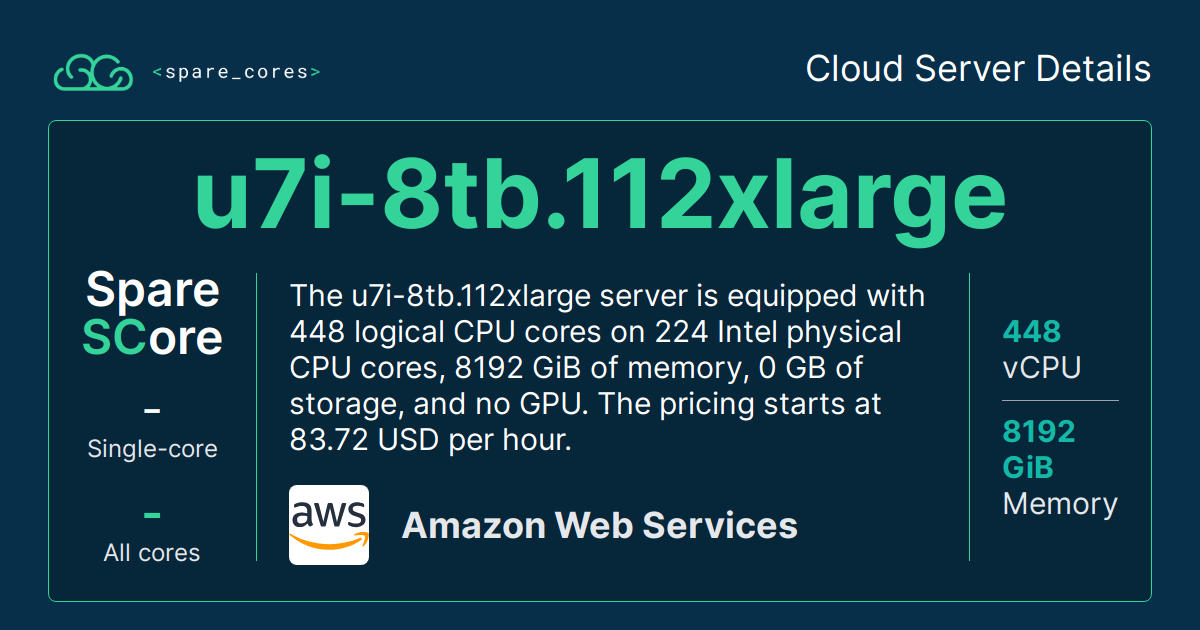 <spare_cores>
Cloud Server Details
u7i-8tb.112xlarge
Spare
SCore
–
Single-core
–
All cores
The u7i-8tb.112xlarge server is equipped with
448 logical CPU cores on 224 Intel physical
CPU cores, 8192 GiB of memory, 0 GB of
storage, and no GPU. The pricing starts at
83.72 USD per hour.
aws
Amazon Web Services
448
vCPU
8192
GiB
Memory